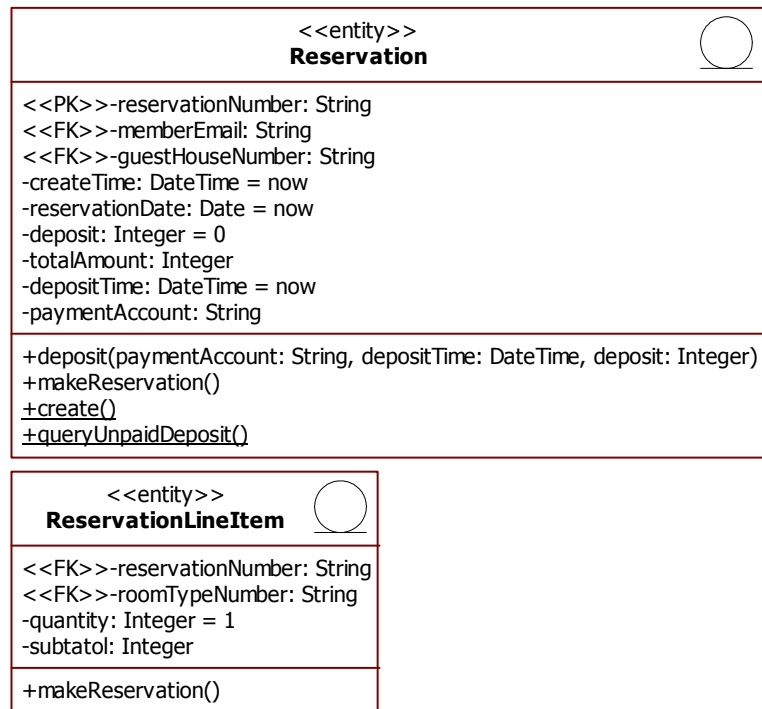 <<entity>>
Reservation
<<PK>>-reservationNumber: String
<<FK>>-memberEmail: String
<<FK>>-guestHouseNumber: String
-createTime: DateTime = now
-reservationDate: Date = now
-deposit: Integer = 0
-totalAmount: Integer
-depositTime: DateTime = now
-paymentAccount: String
+deposit(paymentAccount: String, depositTime: DateTime, deposit: Integer)
+makeReservation()
+create()
+queryUnpaidDeposit()
<<entity>>
ReservationLineItem
<<FK>>-reservationNumber: String
<<FK>>-roomTypeNumber: String
-quantity: Integer = 1
-subtatol: Integer
+makeReservation()